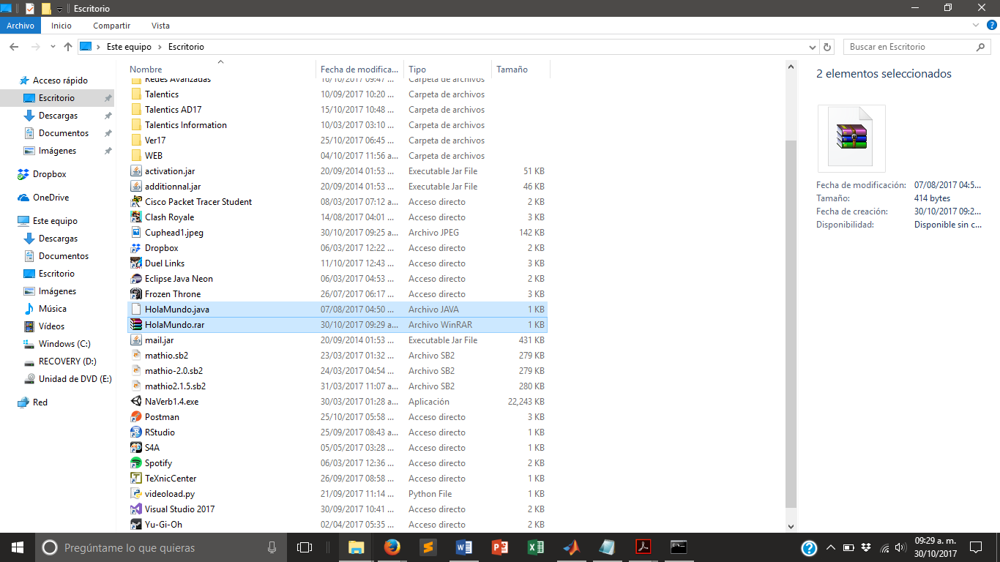 Escritorio
Archivo Inicio Compartir Vista
Este equipo Escritorio
Buscar en Escritorio
Acceso rápido
Escritorio
Descargas
Documentos
Imágenes
Dropbox
OneDrive
Este equipo
Descargas
Documentos
Escritorio
Imágenes
Música
Vídeos
Windows (C:)
RECOVERY (D:)
Unidad de DVD (E:)
Red
Nombre Fecha de modifica... Tipo Tamaño
Redes Avanzadas 10/10/2017 09:47 ... Carpeta de archivos
Talentics 10/09/2017 10:20 ... Carpeta de archivos
Talentics AD17 15/10/2017 10:48 ... Carpeta de archivos
Talentics Information 10/03/2017 03:10 ... Carpeta de archivos
Ver17 25/10/2017 06:45 ... Carpeta de archivos
WEB 04/10/2017 11:56 a... Carpeta de archivos
activation.jar 20/09/2014 01:53 ... Executable Jar File 51 KB
additionnal.jar 20/09/2014 01:53 ... Executable Jar File 46 KB
Cisco Packet Tracer Student 08/03/2017 07:12 a... Acceso directo 2 KB
Clash Royale 14/08/2017 04:01 ... Acceso directo 3 KB
Cuphead1.jpeg 30/10/2017 09:25 a... Archivo JPEG 142 KB
Dropbox 06/03/2017 12:22 ... Acceso directo 2 KB
Duel Links 11/10/2017 12:43 ... Acceso directo 3 KB
Eclipse Java Neon 06/03/2017 04:53 ... Acceso directo 2 KB
Frozen Throne 26/07/2017 06:17 ... Acceso directo 3 KB
HolaMundo.java 07/08/2017 04:50 ... Archivo JAVA 1 KB
HolaMundo.rar 30/10/2017 09:29 a... Archivo WinRAR 1 KB
mail.jar 20/09/2014 01:53 ... Executable Jar File 431 KB
mathio.sb2 23/03/2017 01:32 ... Archivo SB2 279 KB
mathio-2.0.sb2 24/03/2017 04:54 ... Archivo SB2 279 KB
mathio2.1.5.sb2 31/03/2017 11:07 a... Archivo SB2 280 KB
NaVerb1.4.exe 30/03/2017 01:28 a... Aplicación 22,243 KB
Postman 25/10/2017 05:58 ... Acceso directo 3 KB
RStudio 25/09/2017 08:43 a... Acceso directo 1 KB
S4A 05/05/2017 03:28 ... Acceso directo 1 KB
Spotify 06/03/2017 12:36 ... Acceso directo 2 KB
TeXnicCenter 26/09/2017 08:58 ... Acceso directo 1 KB
videoload.py 21/09/2017 11:14 ... Python File 1 KB
Visual Studio 2017 30/09/2017 10:41 ... Acceso directo 2 KB
Yu-Gi-Oh 02/04/2017 05:35 ... Acceso directo 2 KB
2 elementos seleccionados
Fecha de modificación: 07/08/2017 04:5...
Tamaño: 414 bytes
Fecha de creación: 30/10/2017 09:2...
Disponibilidad: Disponible sin c...
Pregúntame lo que quieras
09:29 a. m.
30/10/2017